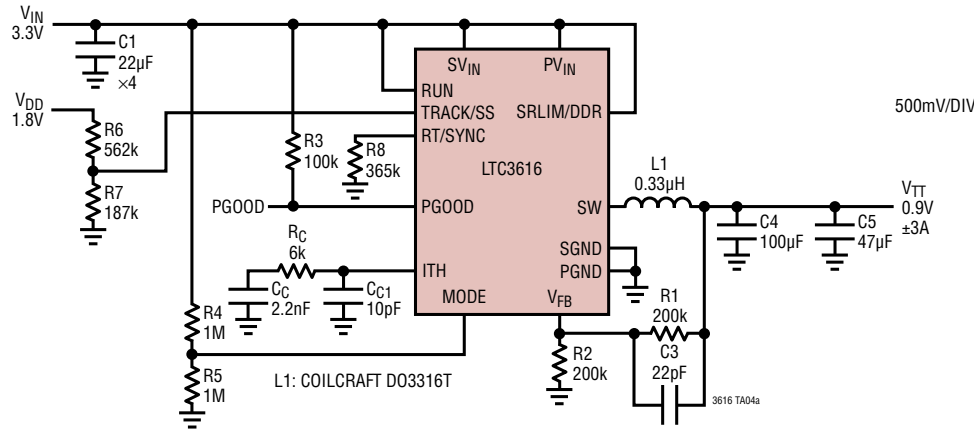 VIN
3.3V
C1
22µF
×4
VDD
1.8V
R6
562k
R7
187k
R3
100k
R8
365k
PGOOD
RC
6k
CC
2.2nF
CC1
10pF
R4
1M
R5
1M
SVIN
PVIN
RUN
TRACK/SS
SRLIM/DDR
RT/SYNC
LTC3616
PGOOD
SW
SGND
PGND
ITH
MODE
VFB
L1
0.33µH
VTT
0.9V
±3A
C4
100µF
C5
47µF
R1
200k
C3
22pF
R2
200k
L1: COILCRAFT DO3316T
3616 TA04a
500mV/DIV